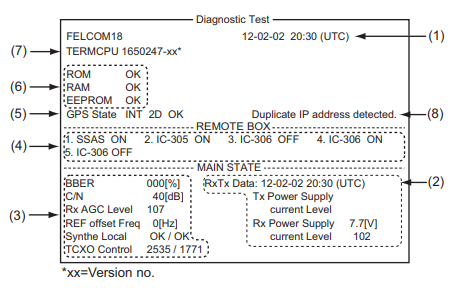 Diagnostic Test
FELCOM18 12-02-02 20:30 (UTC) (1)
(7) TERMCPU 1650247-xx*
ROM OK
(6) RAM OK
EEPROM OK
(5) GPS State INT 2D OK Duplicate IP address detected. (8)
REMOTE BOX
(4) 1. SSAS ON 2. IC-305 ON 3. IC-306 OFF 4. IC-306 ON
5. IC-306 OFF
MAIN STATE
BBER 000[%] RxTx Data: 12-02-02 20:30 (UTC) (2)
C/N 40[dB] Tx Power Supply
(3) Rx AGC Level 107 current Level
REF offset Freq 0[Hz] Rx Power Supply 7.7[V]
Synthe Local OK / OK current Level 102
TCXO Control 2535 / 1771
*xx=Version no.